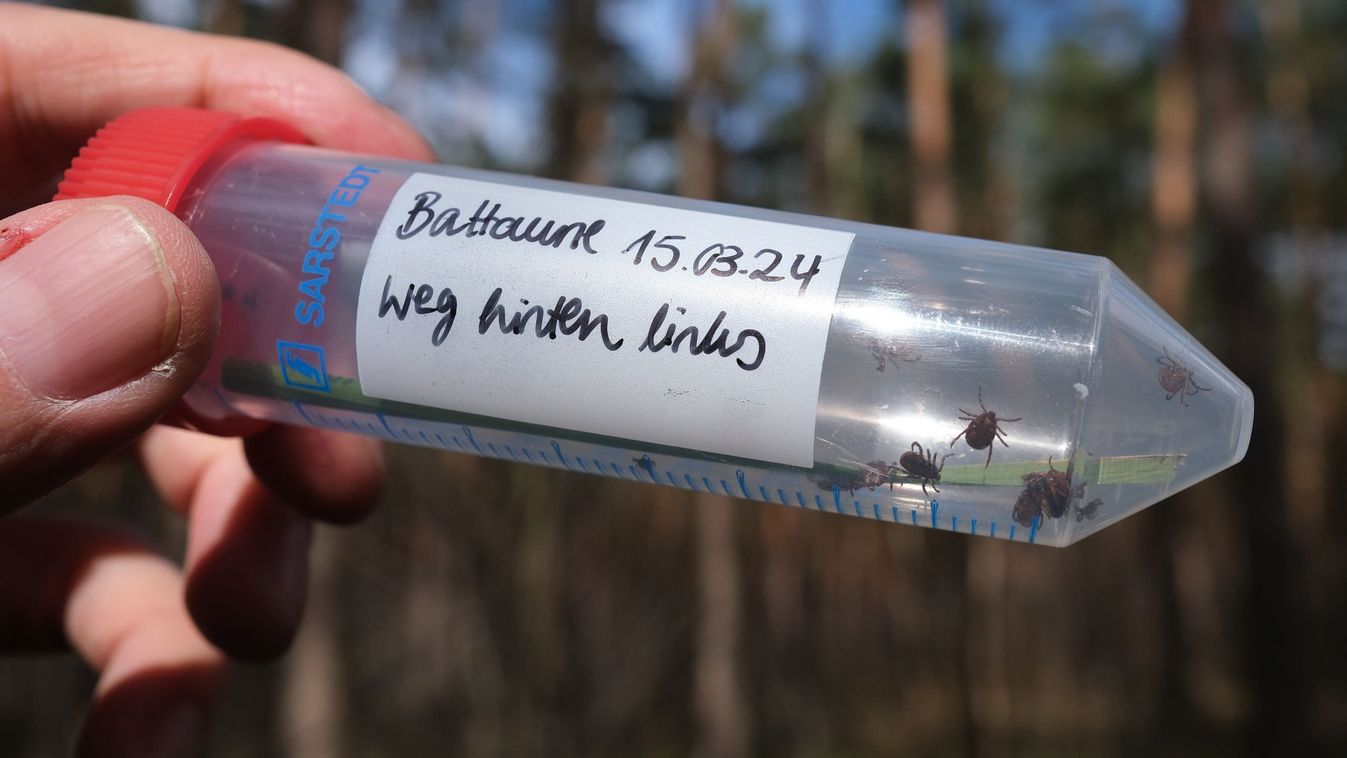 Battaune 15.03.24
Weg hinten links
SARSTEDT